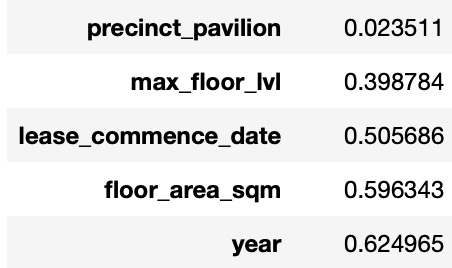 precinct_pavilion 0.023511
max_floor_lvl 0.398784
lease_commence_date 0.505686
floor_area_sqm 0.596343
year 0.624965